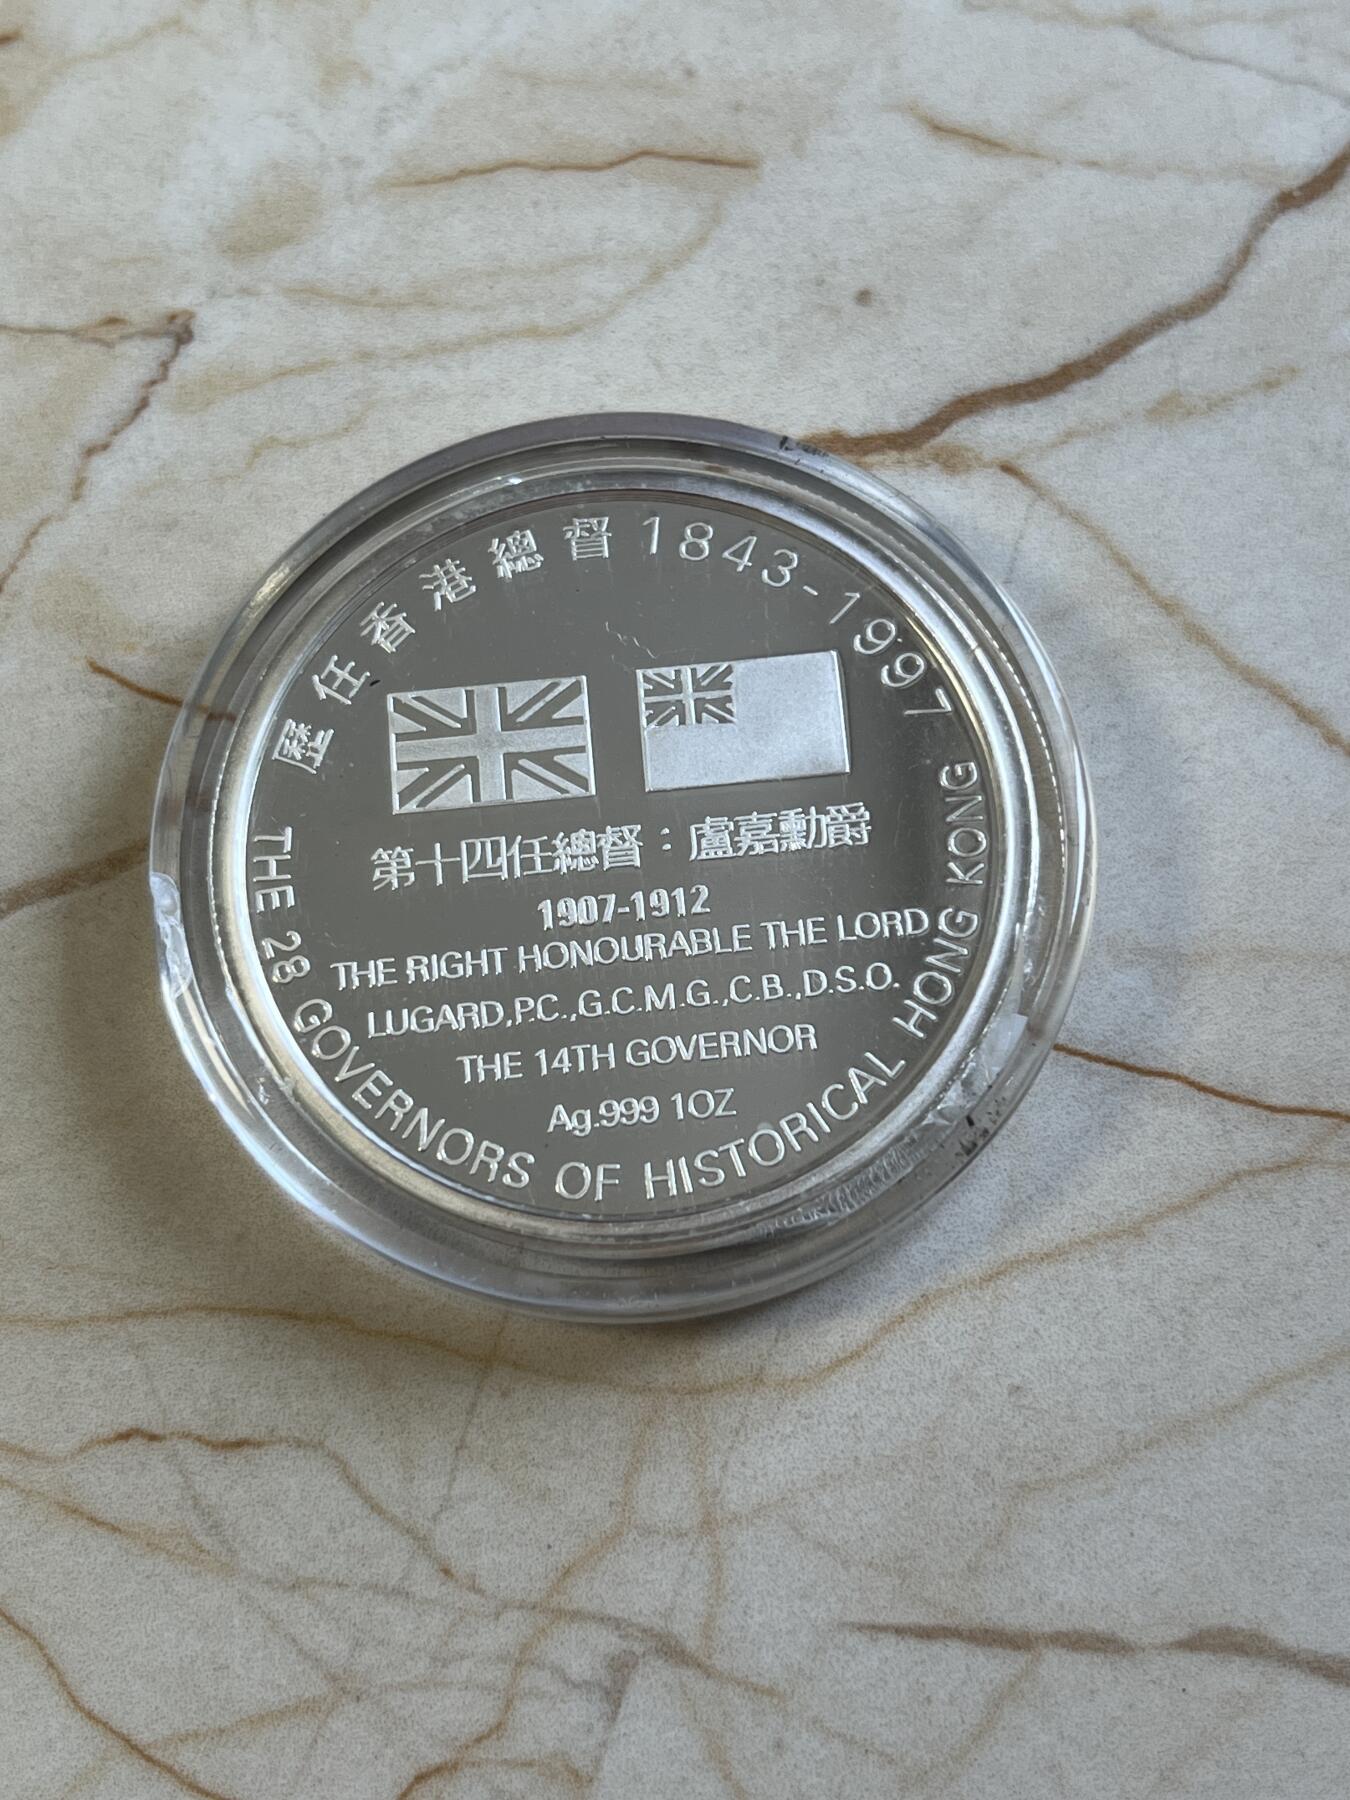 歷任香港總督 1843-1997
第十四任總督：盧嘉勳爵
1907-1912
THE RIGHT HONOURABLE THE LORD
LUGARD,P.C.,G.C.M.G.,C.B.,D.S.O.
THE 14TH GOVERNOR
Ag.999 1OZ
THE 28 GOVERNORS OF HISTORICAL HONG KONG